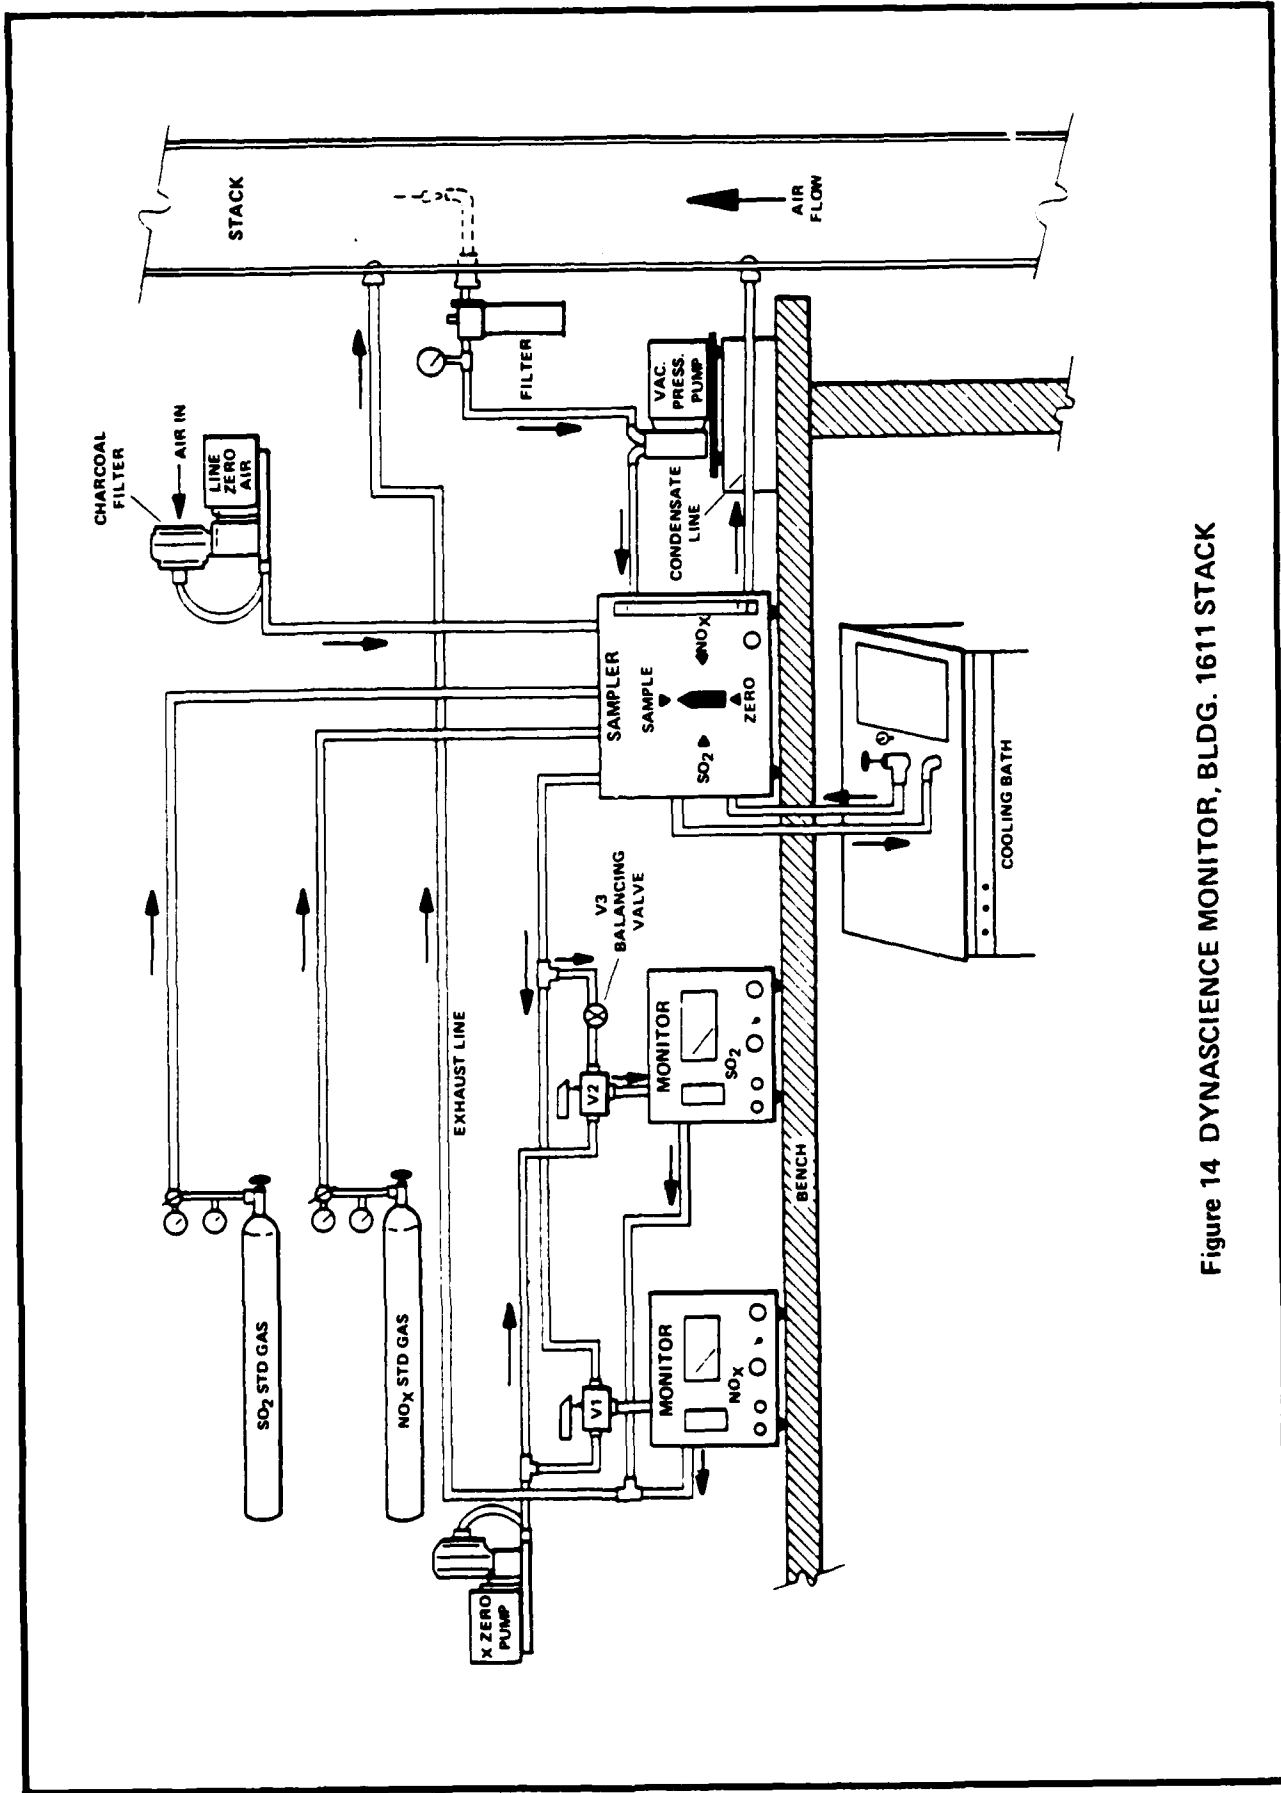 SO2 STD GAS
NOX STD GAS
CHARCOAL
FILTER
AIR IN
LINE
ZERO
AIR
STACK
EXHAUST LINE
FILTER
X ZERO
PUMP
V1
V2
V3
BALANCING
VALVE
SAMPLER
SAMPLE
SO2
NOX
ZERO
VAC.
PRESS.
PUMP
CONDENSATE
LINE
AIR
FLOW
MONITOR
NOX
MONITOR
SO2
BENCH
COOLING BATH
Figure 14 DYNASCIENCE MONITOR, BLDG. 1611 STACK